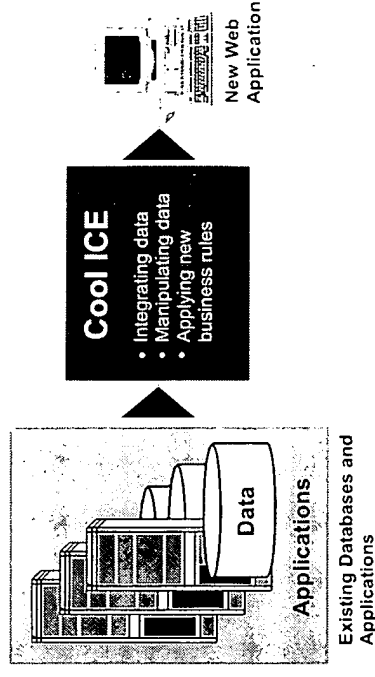 Data
Applications
Existing Databases and
Applications
Cool ICE
• Integrating data
• Manipulating data
• Applying new
business rules
New Web
Application